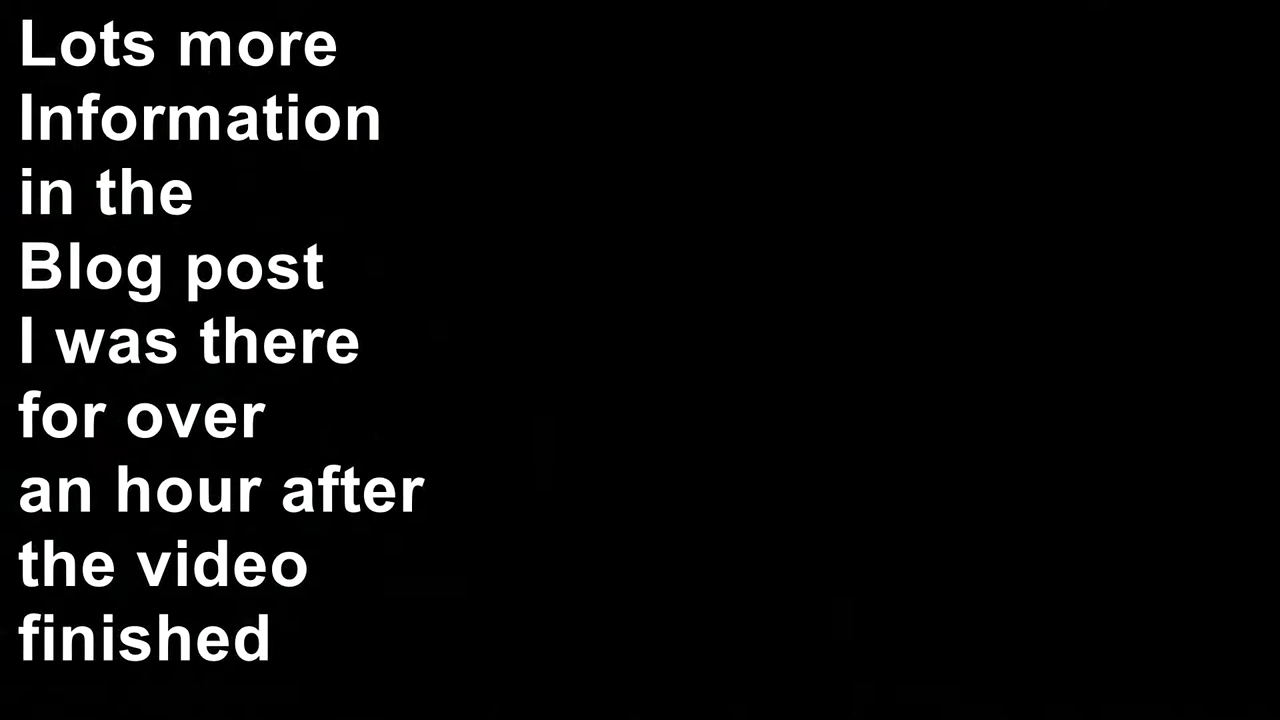 Lots more
Information
in the
Blog post
I was there
for over
an hour after
the video
finished